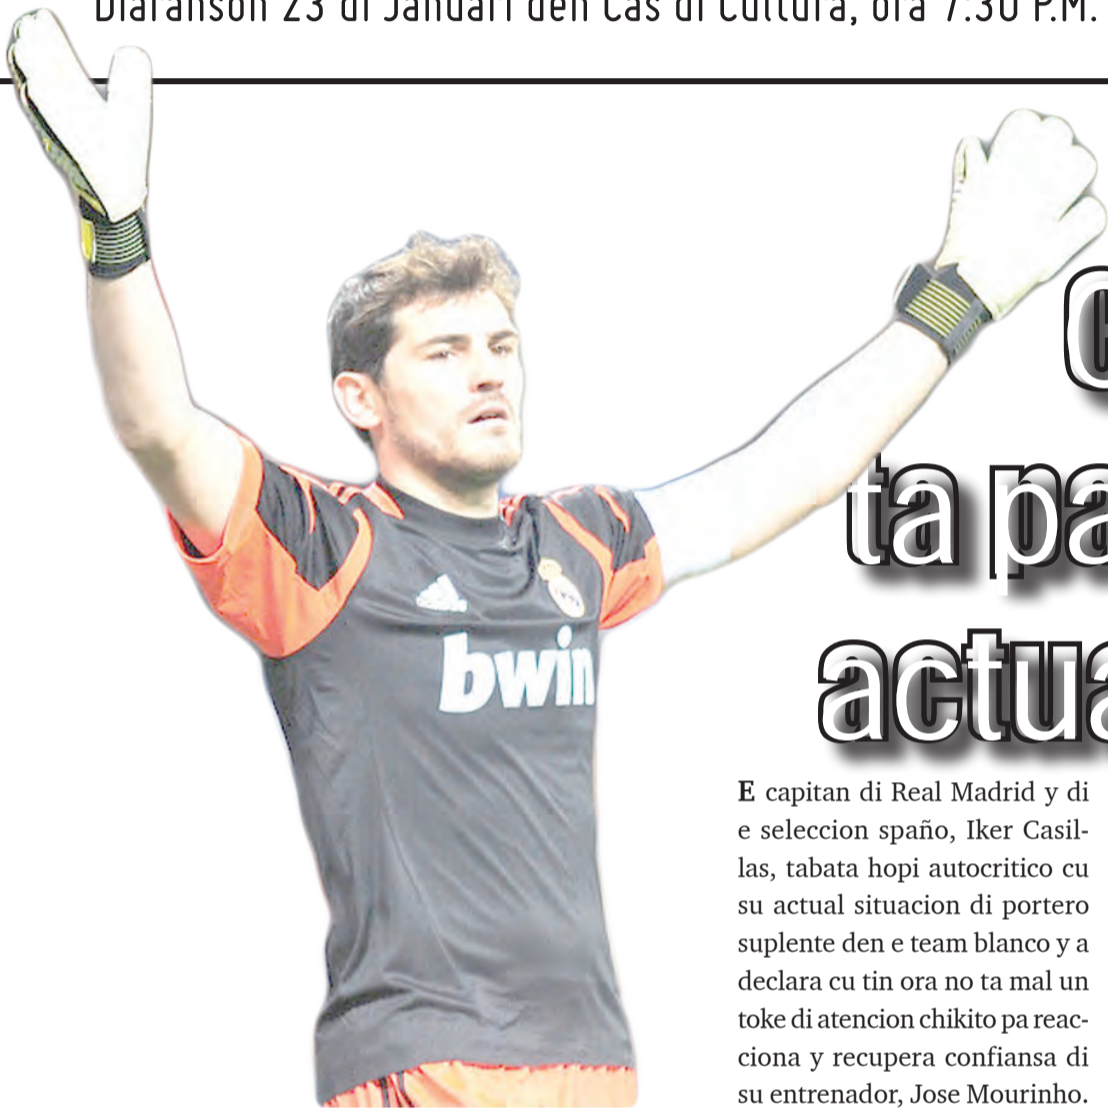 Diaranson 23 di Januari den Cas di Cultura, ora 7:30 P.M.
ta pa
actua
bwin
E capitan di Real Madrid y di
e seleccion spaño, Iker Casil-
las, tabata hopi autocritico cu
su actual situacion di portero
suplente den e team blanco y a
declara cu tin ora no ta mal un
toke di atencion chikito pa reac-
ciona y recupera confiansa di
su entrenador, Jose Mourinho.